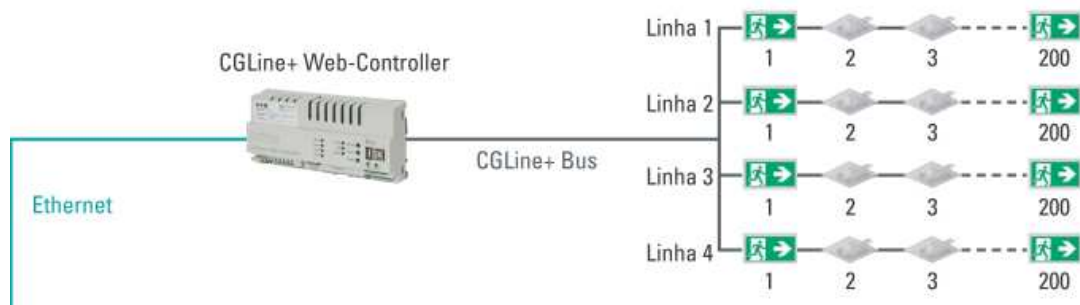 Linha 1
1 2 3 200
CGLine+ Web-Controller
Linha 2
1 2 3 200
CGLine+ Bus
Linha 3
1 2 3 200
Ethernet
Linha 4
1 2 3 200